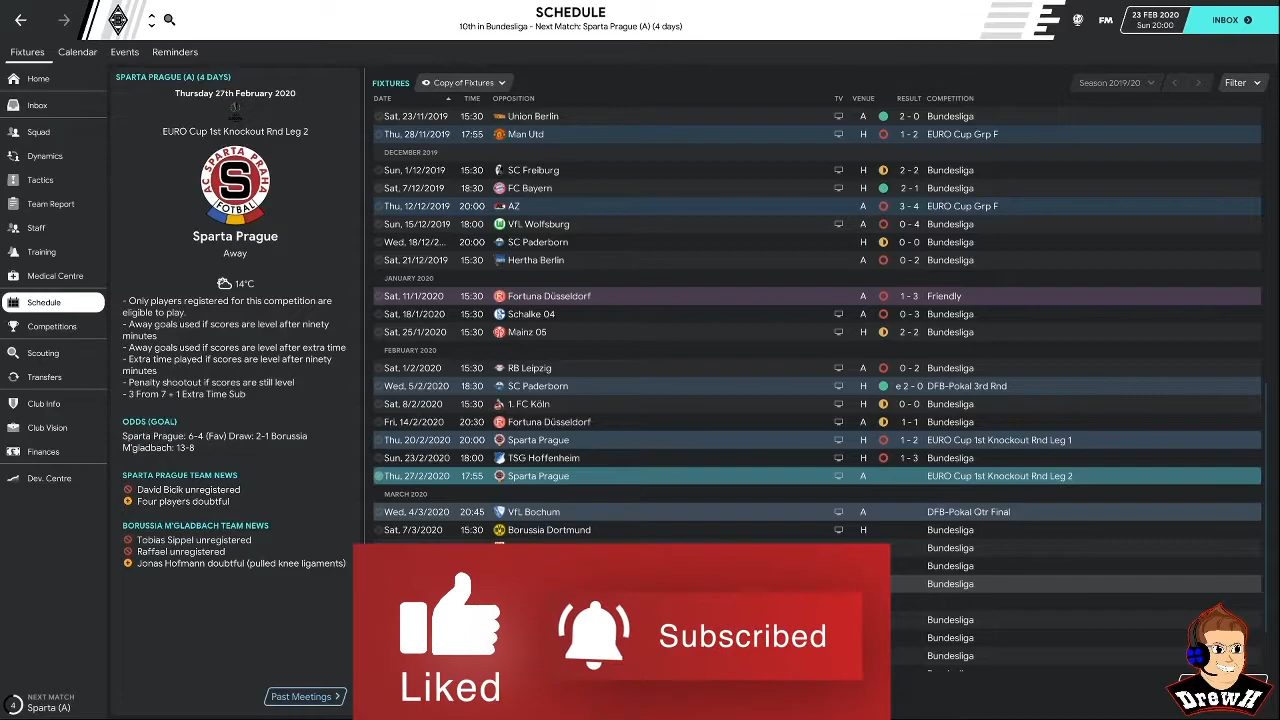 SCHEDULE
10th in Bundesliga - Next Match: Sparta Prague (A) (4 days)
FM
23 FEB 2020
Sun 20:00
INBOX
Fixtures Calendar Events Reminders
Home
Inbox
Squad
Dynamics
Tactics
Team Report
Staff
Training
Medical Centre
Schedule
Competitions
Scouting
Transfers
Club Info
Club Vision
Finances
Dev. Centre
NEXT MATCH
Sparta (A)
SPARTA PRAGUE (A) (4 DAYS)
Thursday 27th February 2020
EURO Cup 1st Knockout Rnd Leg 2
AC SPARTA PRAHA
S
FOTBAL
Sparta Prague
Away
14°C
- Only players registered for this competition are
eligible to play.
- Away goals used if scores are level after ninety
minutes
- Away goals used if scores are level after extra time
- Extra time played if scores are level after ninety
minutes
- Penalty shootout if scores are still level
- 3 From 7 + 1 Extra Time Sub
ODDS (GOAL)
Sparta Prague: 6-4 (Fav) Draw: 2-1 Borussia
M'gladbach: 13-8
SPARTA PRAGUE TEAM NEWS
David Bicik unregistered
Four players doubtful
BORUSSIA M'GLADBACH TEAM NEWS
Tobias Sippel unregistered
Raffael unregistered
Jonas Hofmann doubtful (pulled knee ligaments)
Past Meetings
FIXTURES Copy of Fixtures Season 2019/20 Filter
DATE TIME OPPOSITION TV VENUE RESULT COMPETITION
Sat, 23/11/2019 15:30 Union Berlin A 2 - 0 Bundesliga
Thu, 28/11/2019 17:55 Man Utd H 1 - 2 EURO Cup Grp F
DECEMBER 2019
Sun, 1/12/2019 15:30 SC Freiburg H 2 - 2 Bundesliga
Sat, 7/12/2019 18:30 FC Bayern H 2 - 1 Bundesliga
Thu, 12/12/2019 20:00 AZ A 3 - 4 EURO Cup Grp F
Sun, 15/12/2019 18:00 VfL Wolfsburg A 0 - 4 Bundesliga
Wed, 18/12/2... 20:00 SC Paderborn H 0 - 0 Bundesliga
Sat, 21/12/2019 15:30 Hertha Berlin A 0 - 2 Bundesliga
JANUARY 2020
Sat, 11/1/2020 15:30 Fortuna Düsseldorf A 1 - 3 Friendly
Sat, 18/1/2020 15:30 Schalke 04 A 0 - 3 Bundesliga
Sat, 25/1/2020 15:30 Mainz 05 A 2 - 2 Bundesliga
FEBRUARY 2020
Sat, 1/2/2020 15:30 RB Leipzig A 0 - 2 Bundesliga
Wed, 5/2/2020 18:30 SC Paderborn H e 2 - 0 DFB-Pokal 3rd Rnd
Sat, 8/2/2020 15:30 1. FC Köln H 0 - 0 Bundesliga
Fri, 14/2/2020 20:30 Fortuna Düsseldorf A 1 - 1 Bundesliga
Thu, 20/2/2020 20:00 Sparta Prague H 1 - 2 EURO Cup 1st Knockout Rnd Leg 1
Sun, 23/2/2020 18:00 TSG Hoffenheim H 1 - 3 Bundesliga
Thu, 27/2/2020 17:55 Sparta Prague A EURO Cup 1st Knockout Rnd Leg 2
MARCH 2020
Wed, 4/3/2020 20:45 VfL Bochum A DFB-Pokal Qtr Final
Sat, 7/3/2020 15:30 Borussia Dortmund H Bundesliga
Bundesliga
Bundesliga
Bundesliga
Bundesliga
Bundesliga
Bundesliga
Liked
Subscribed
DrewH